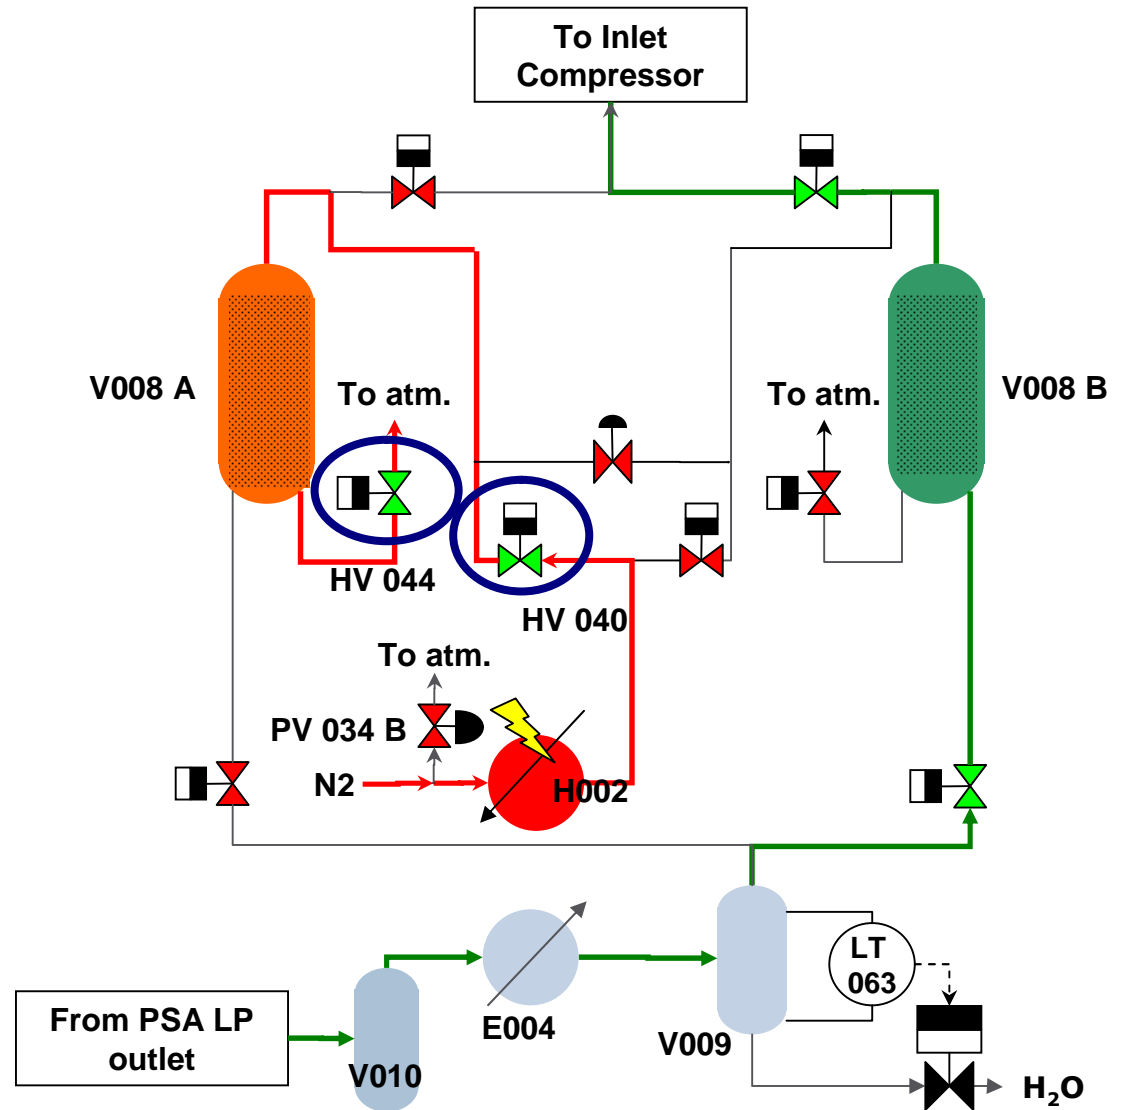 To Inlet
Compressor
V008 A
To atm.
To atm.
V008 B
HV 044
HV 040
To atm.
PV 034 B
N2
H002
LT
063
From PSA LP
outlet
V010
E004
V009
H₂O